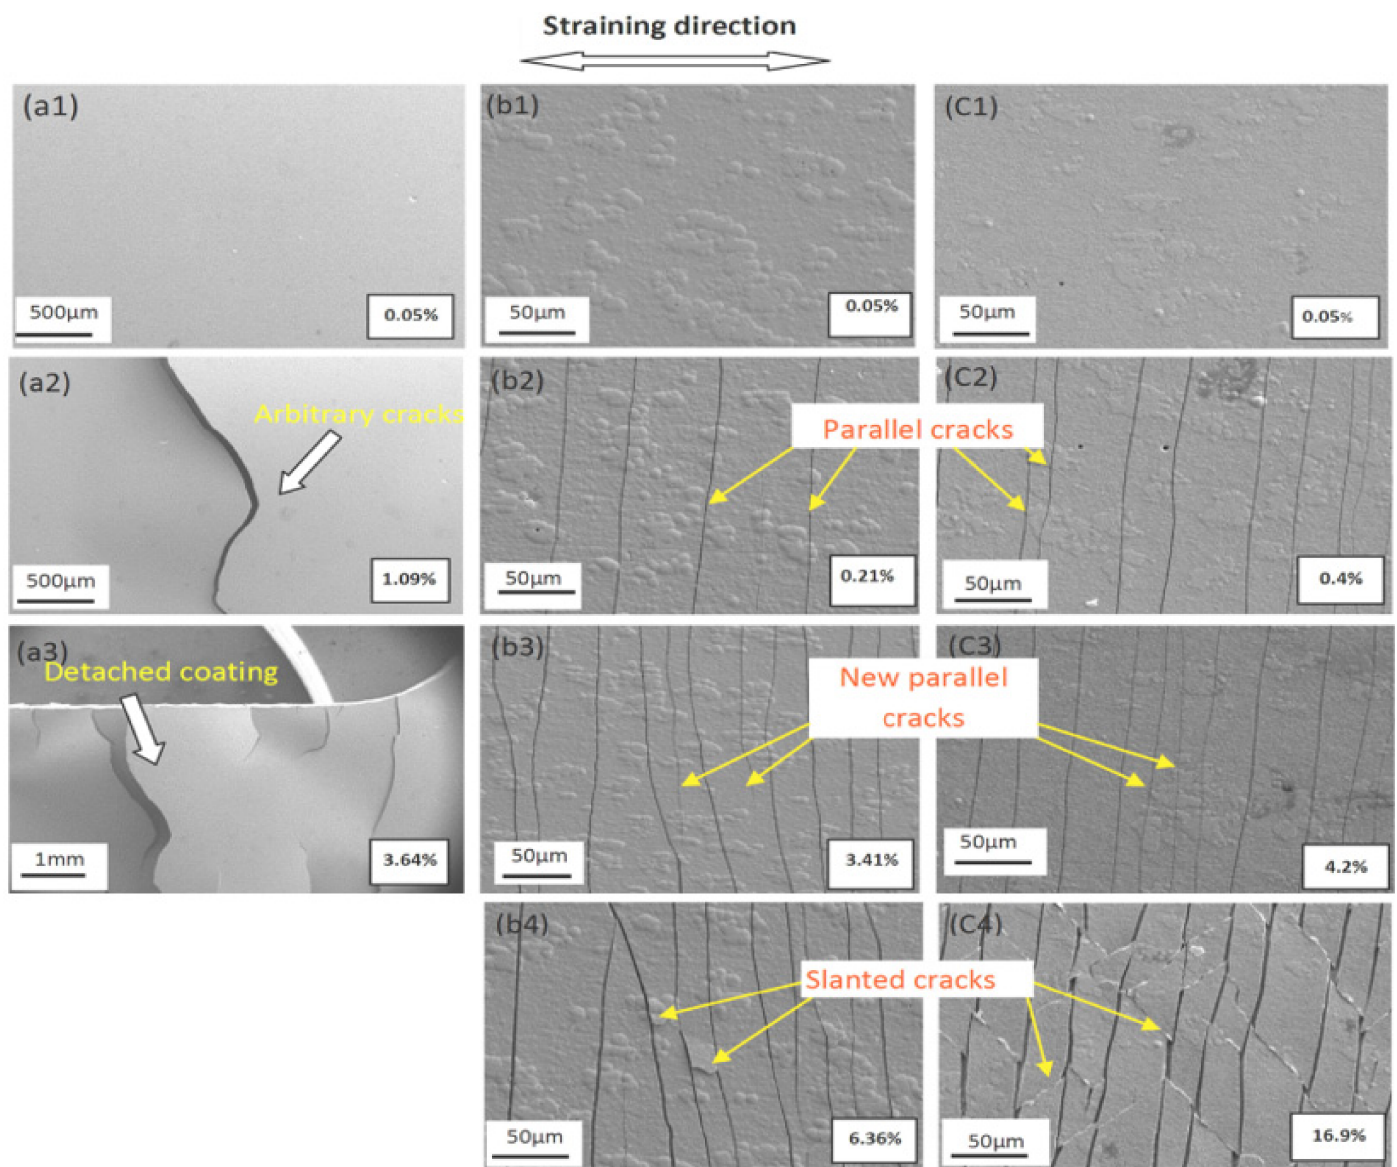 Straining direction
(a1)
500µm
0.05%
(b1)
50µm
0.05%
(C1)
50µm
0.05%
(a2)
Arbitrary cracks
500µm
1.09%
(b2)
50µm
0.21%
Parallel cracks
(C2)
50µm
0.4%
(a3)
Detached coating
1mm
3.64%
(b3)
50µm
3.41%
New parallel
cracks
(C3)
50µm
4.2%
(b4)
50µm
6.36%
Slanted cracks
(C4)
50µm
16.9%